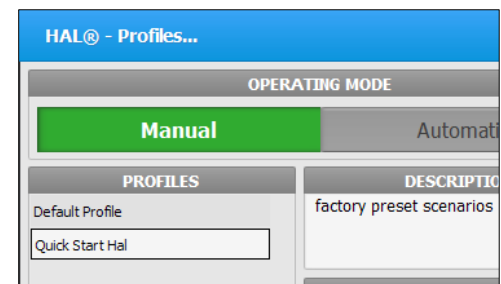 HAL® - Profiles...
OPERATING MODE
Manual
PROFILES
Default Profile
Quick Start Hal
factory preset scenarios